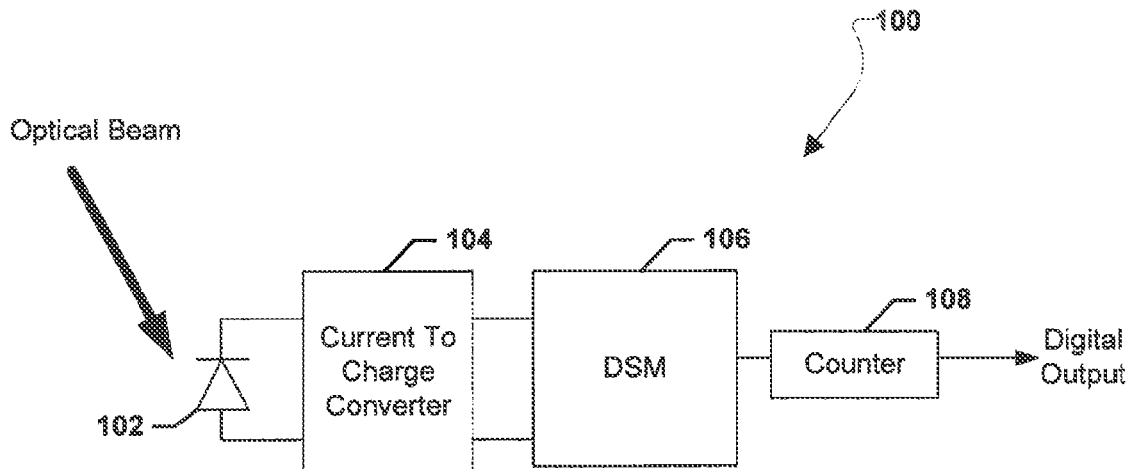 100
Optical Beam
104
106
108
Current To
Charge
Converter
DSM
Counter
Digital
Output
102